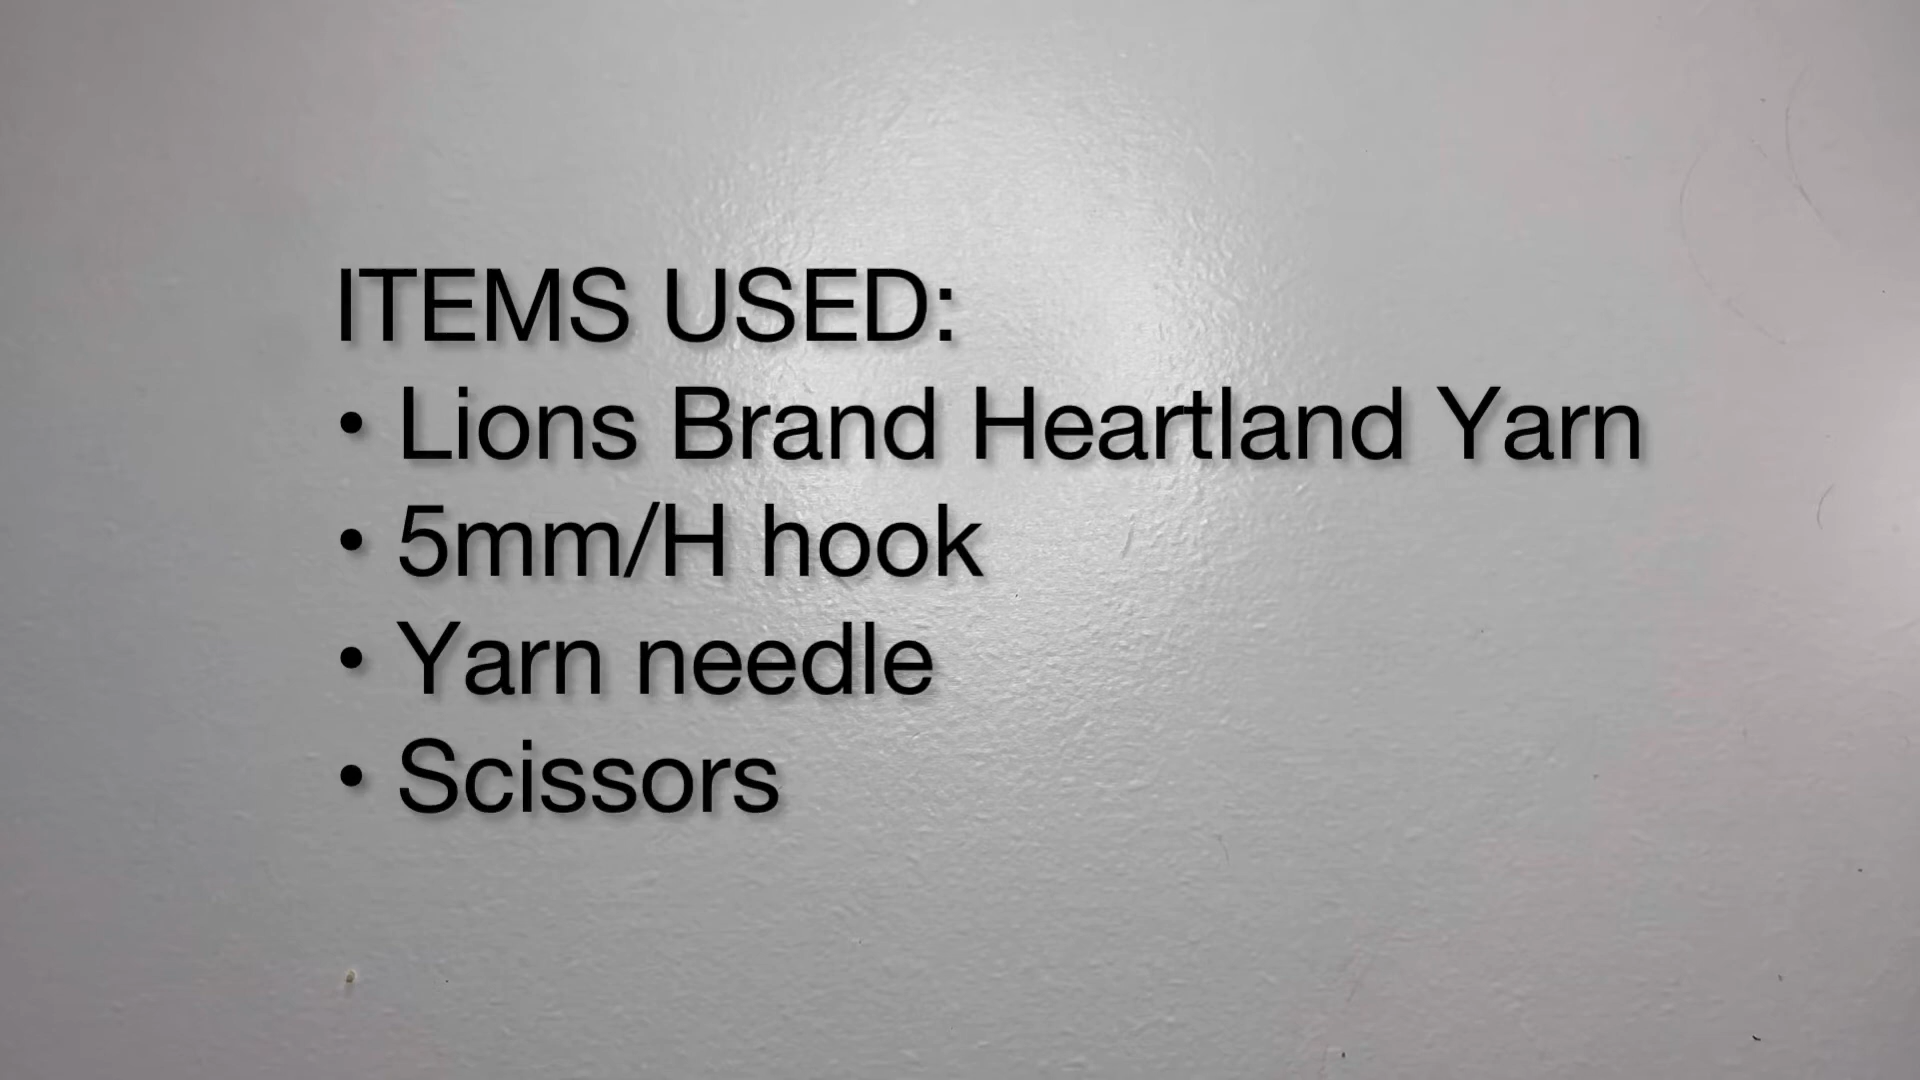 ITEMS USED:
• Lions Brand Heartland Yarn
• 5mm/H hook
• Yarn needle
• Scissors